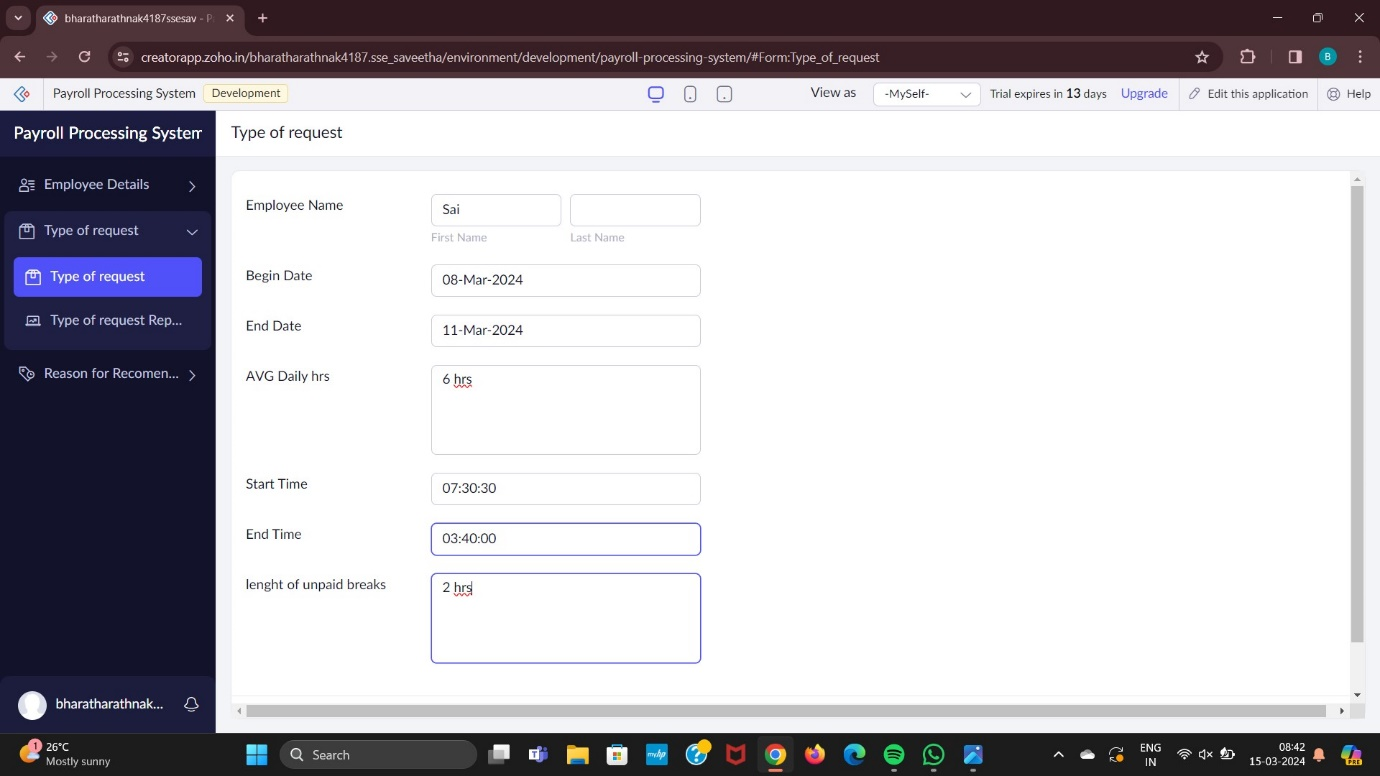 bharatharathnak4187ssesav - P
creatorapp.zoho.in/bharatharathnak4187.sse_saveetha/environment/development/payroll-processing-system/#Form:Type_of_request
B
Payroll Processing System Development View as -MySelf- Trial expires in 13 days Upgrade Edit this application Help
Payroll Processing System
Type of request
Employee Details
Type of request
Type of request
Type of request Rep...
Reason for Recomen...
bharatharathnak...
Employee Name Sai
First Name Last Name
Begin Date 08-Mar-2024
End Date 11-Mar-2024
AVG Daily hrs 6 hrs
Start Time 07:30:30
End Time 03:40:00
lenght of unpaid breaks 2 hrs
1 26°C
Mostly sunny
Search
myhp
ENG
IN
08:42
15-03-2024
PRE